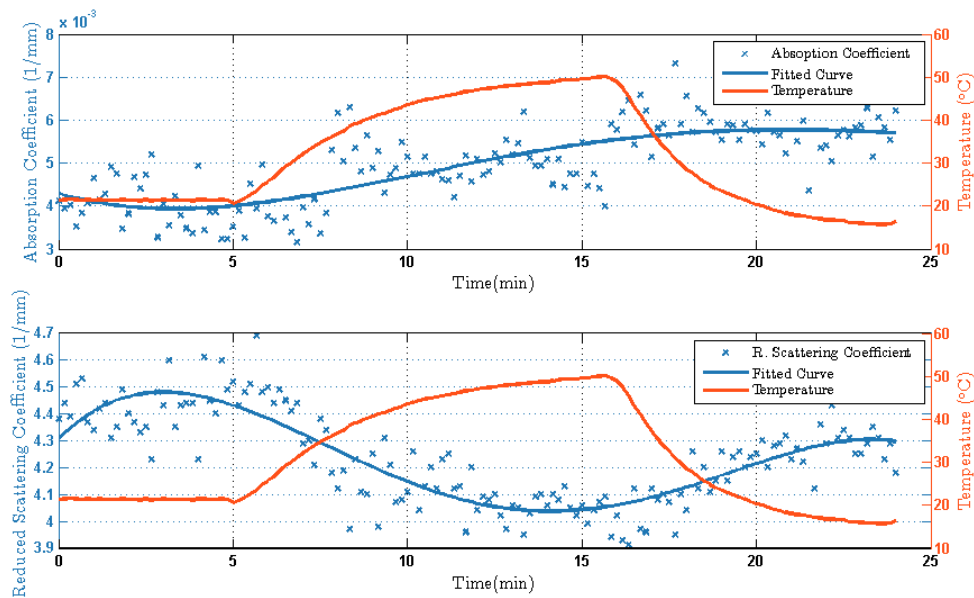 × 10⁻³
8
7
6
5
4
3
Absorption Coefficient (1/mm)
Absoption Coefficient
Fitted Curve
Temperature
60
50
40
30
20
10
Temperature (°C)
0 5 10 15 20 25
Time(min)
4.7
4.6
4.5
4.4
4.3
4.2
4.1
4
3.9
Reduced Scattering Coefficient (1/mm)
R. Scattering Coefficient
Fitted Curve
Temperature
60
50
40
30
20
10
Temperature (°C)
0 5 10 15 20 25
Time(min)